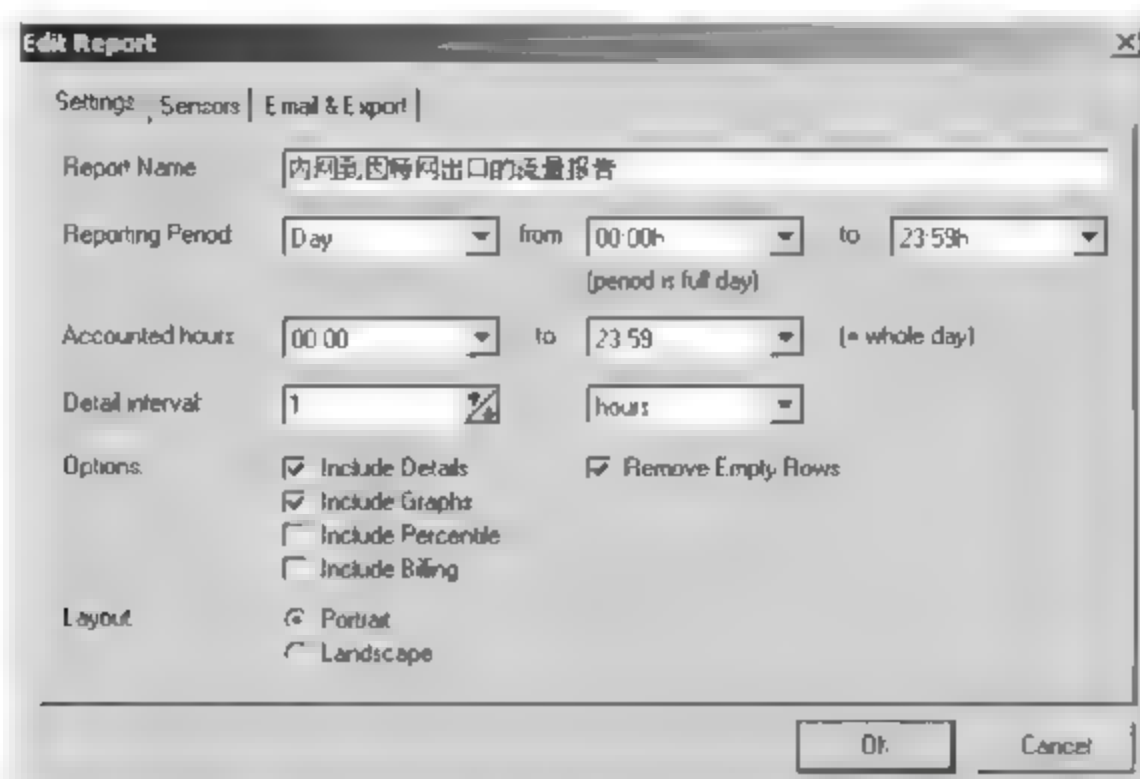 Edit Report
Settings Sensors Email & Export
Report Name 内网到因特网出口的流量报告
Reporting Period: Day from 00:00h to 23:59h
(period is full day)
Accounted hours 00:00 to 23:59 (= whole day)
Detail interval: 1 hours
Options: Include Details Remove Empty Rows
Include Graphs
Include Percentile
Include Billing
Layout Portrait
Landscape
Ok Cancel